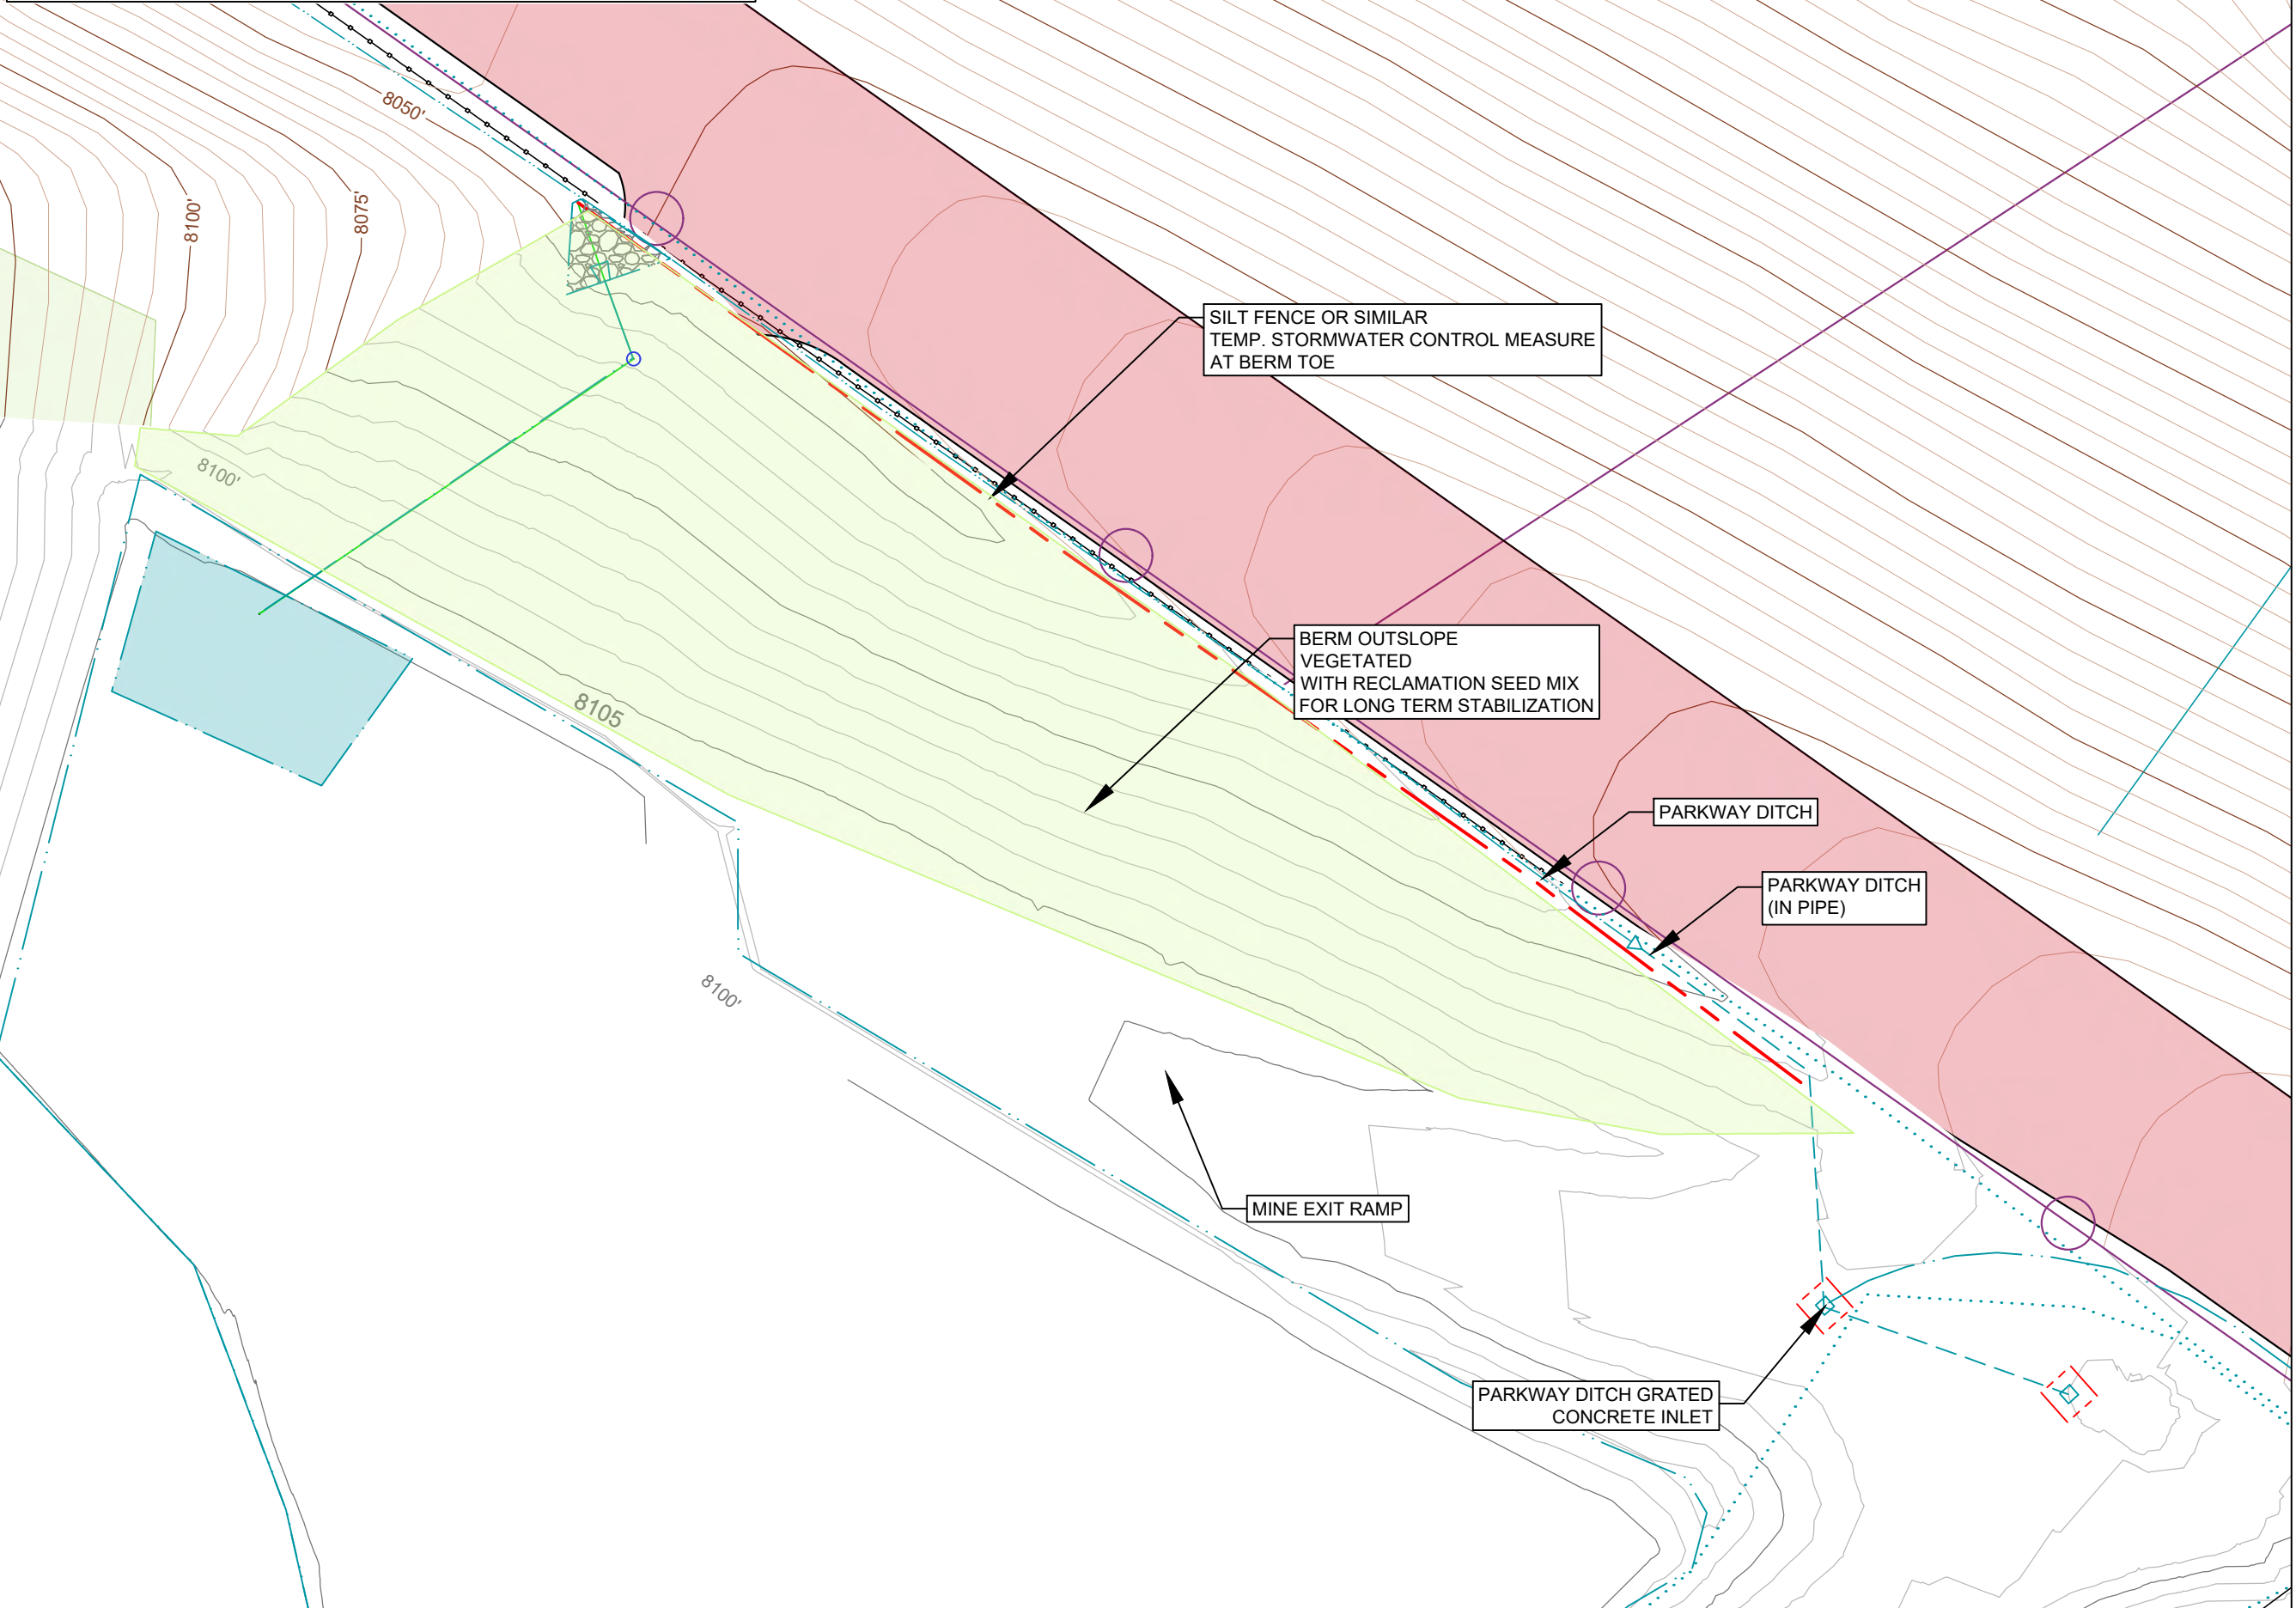 8050'
8100'
8075'
SILT FENCE OR SIMILAR
TEMP. STORMWATER CONTROL MEASURE
AT BERM TOE
8100'
BERM OUTSLOPE
VEGETATED
WITH RECLAMATION SEED MIX
FOR LONG TERM STABILIZATION
8105
PARKWAY DITCH
PARKWAY DITCH
(IN PIPE)
8100'
MINE EXIT RAMP
PARKWAY DITCH GRATED
CONCRETE INLET